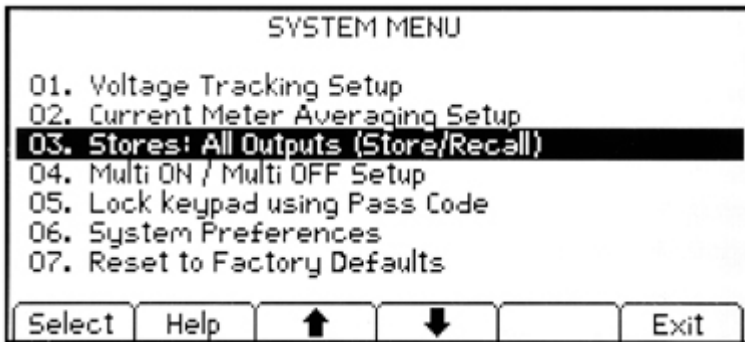 SYSTEM MENU
01. Voltage Tracking Setup
02. Current Meter Averaging Setup
03. Stores: All Outputs (Store/Recall)
04. Multi ON / Multi OFF Setup
05. Lock keypad using Pass Code
06. System Preferences
07. Reset to Factory Defaults
Select Help Exit